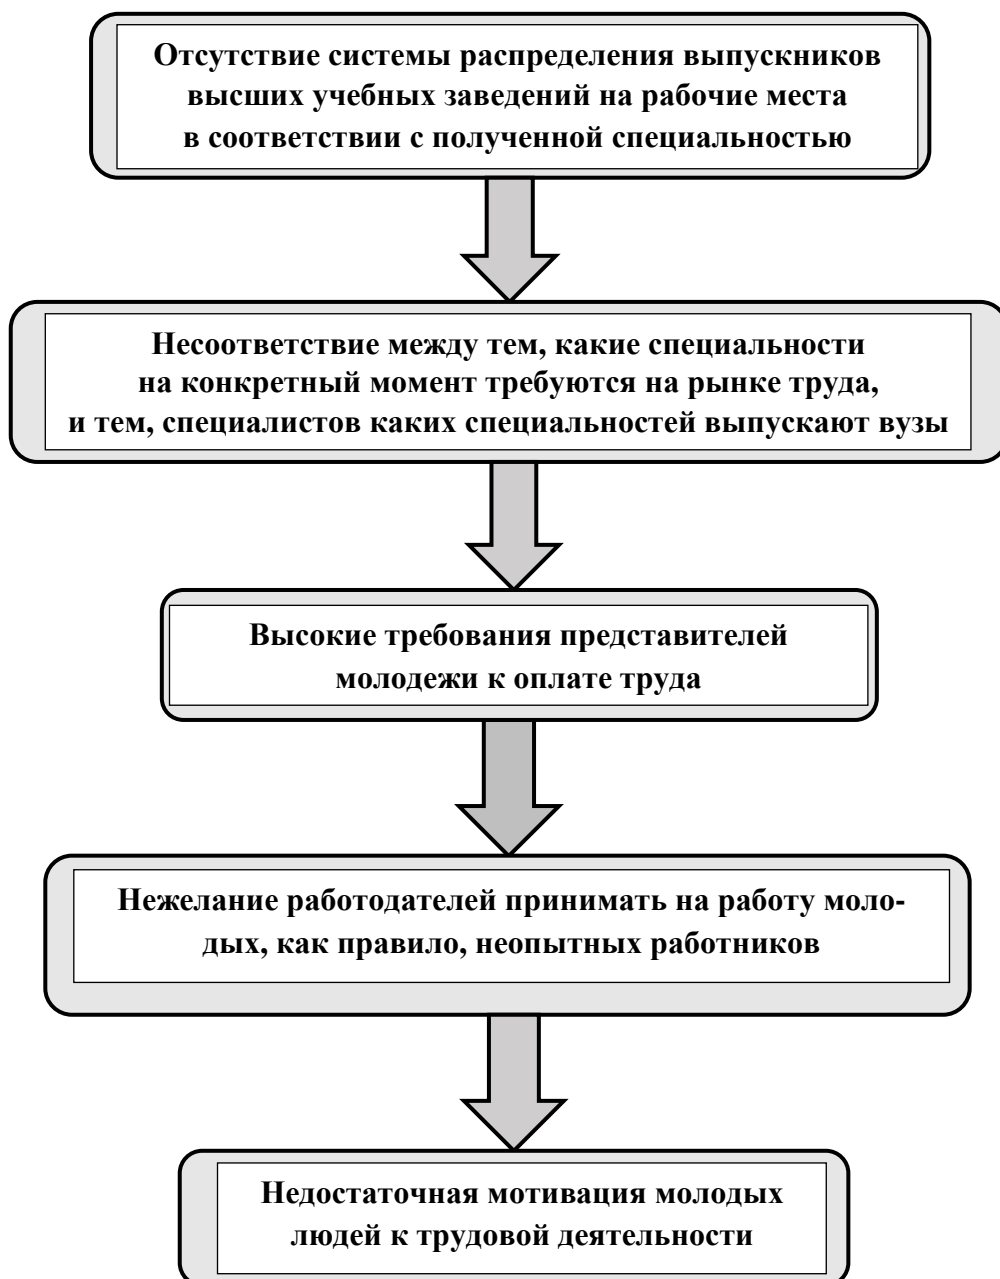 Отсутствие системы распределения выпускников
высших учебных заведений на рабочие места
в соответствии с полученной специальностью
Несоответствие между тем, какие специальности
на конкретный момент требуются на рынке труда,
и тем, специалистов каких специальностей выпускают вузы
Высокие требования представителей
молодежи к оплате труда
Нежелание работодателей принимать на работу моло-
дых, как правило, неопытных работников
Недостаточная мотивация молодых
людей к трудовой деятельности